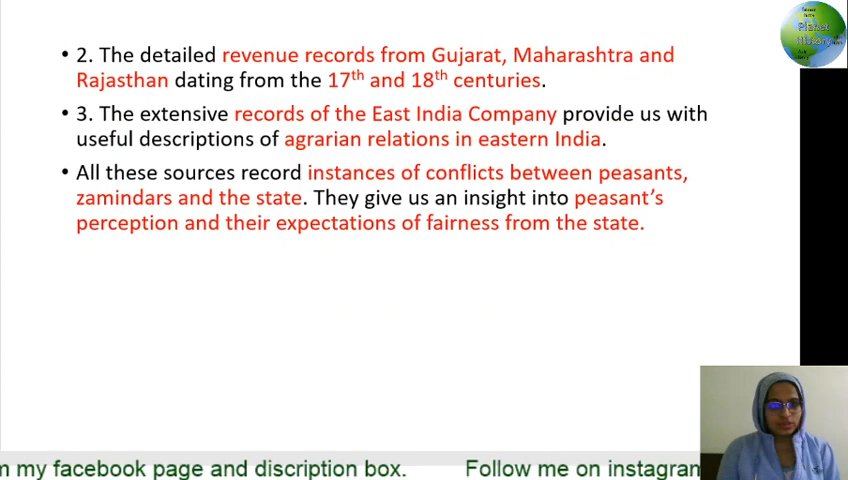 • 2. The detailed revenue records from Gujarat, Maharashtra and
Rajasthan dating from the 17th and 18th centuries.
• 3. The extensive records of the East India Company provide us with
useful descriptions of agrarian relations in eastern India.
• All these sources record instances of conflicts between peasants,
zamindars and the state. They give us an insight into peasant's
perception and their expectations of fairness from the state.
Planet
History
m my facebook page and discription box. Follow me on instagram